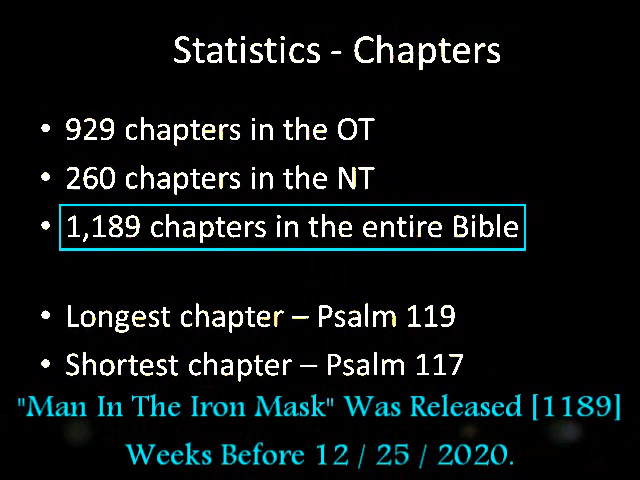 Statistics - Chapters
• 929 chapters in the OT
• 260 chapters in the NT
• 1,189 chapters in the entire Bible
• Longest chapter – Psalm 119
• Shortest chapter – Psalm 117
"Man In The Iron Mask" Was Released [1189]
Weeks Before 12 / 25 / 2020.